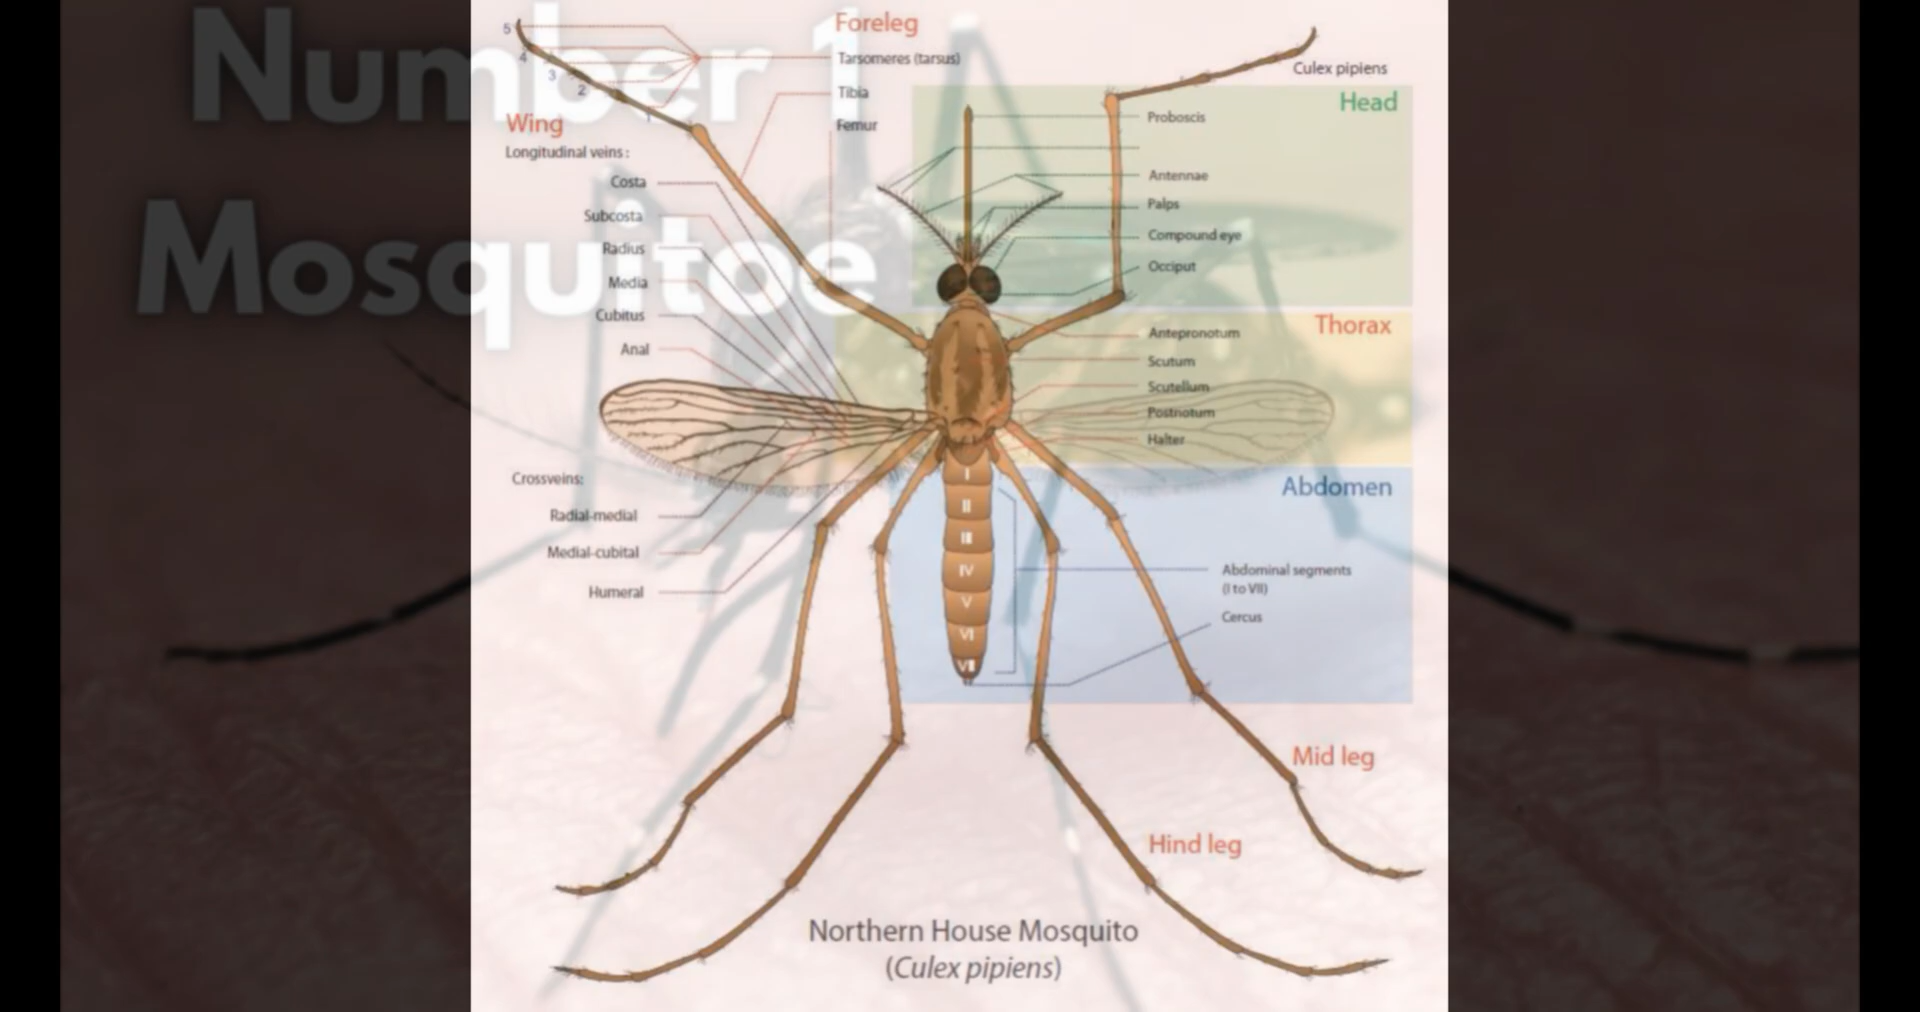 Number 1
Mosquitoe
5
4
3
2
1
Foreleg
Tarsomeres (tarsus)
Tibia
Femur
Wing
Longitudinal veins:
Costa
Subcosta
Radius
Media
Cubitus
Anal
Crossveins:
Radial-medial
Medial-cubital
Humeral
Culex pipiens
Head
Proboscis
Antennae
Palps
Compound eye
Occiput
Thorax
Antepronotum
Scutum
Scutellum
Postnotum
Halter
Abdomen
I
II
III
IV
V
VI
VII
Abdominal segments
(I to VII)
Cercus
Mid leg
Hind leg
Northern House Mosquito
(Culex pipiens)